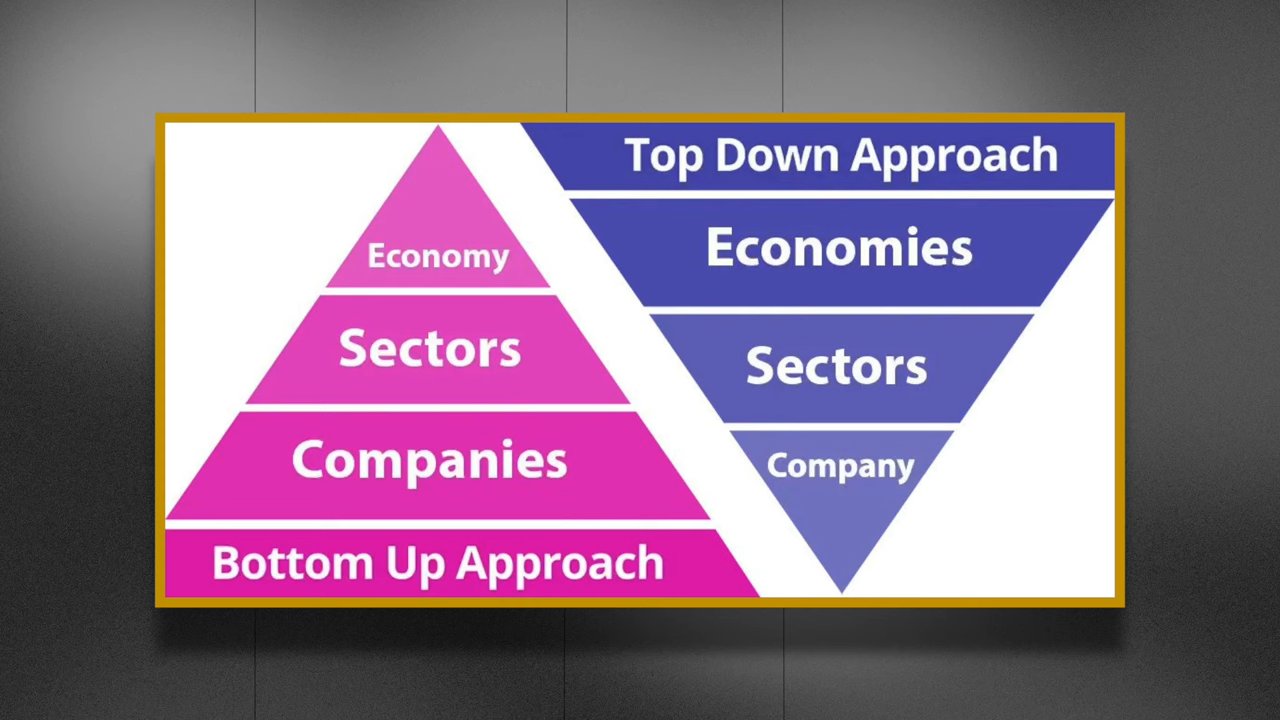 Economy
Sectors
Companies
Bottom Up Approach
Top Down Approach
Economies
Sectors
Company